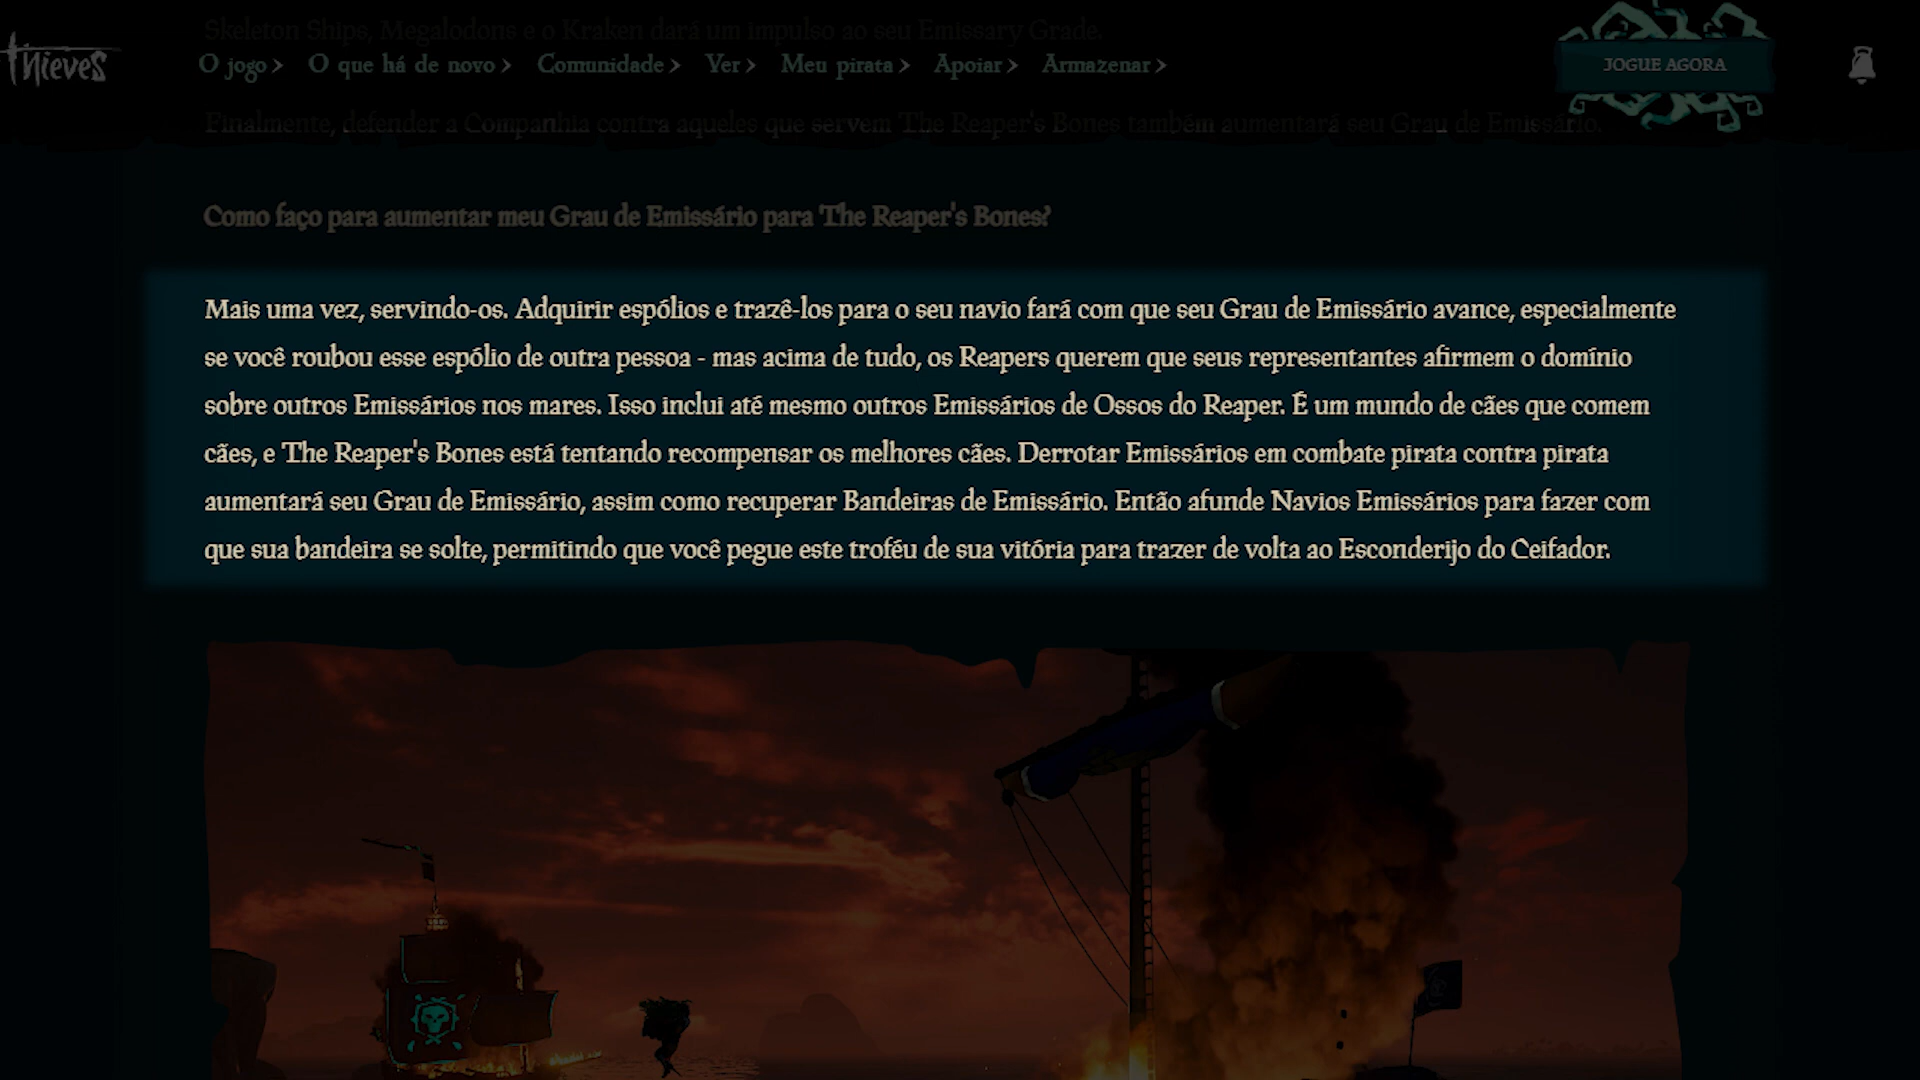 Skeleton Ships, Megalodons e o Kraken dará um impulso ao seu Emissary Grade.
Thieves
O jogo
O que há de novo
Comunidade
Ver
Meu pirata
Apoiar
Armazenar
JOGUE AGORA
Finalmente, defender a Companhia contra aqueles que servem The Reaper's Bones também aumentará seu Grau de Emissário.
Como faço para aumentar meu Grau de Emissário para The Reaper's Bones?
Mais uma vez, servindo-os. Adquirir espólios e trazê-los para o seu navio fará com que seu Grau de Emissário avance, especialmente
se você roubou esse espólio de outra pessoa - mas acima de tudo, os Reapers querem que seus representantes afirmem o domínio
sobre outros Emissários nos mares. Isso inclui até mesmo outros Emissários de Ossos do Reaper. É um mundo de cães que comem
cães, e The Reaper's Bones está tentando recompensar os melhores cães. Derrotar Emissários em combate pirata contra pirata
aumentará seu Grau de Emissário, assim como recuperar Bandeiras de Emissário. Então afunde Navios Emissários para fazer com
que sua bandeira se solte, permitindo que você pegue este troféu de sua vitória para trazer de volta ao Esconderijo do Ceifador.